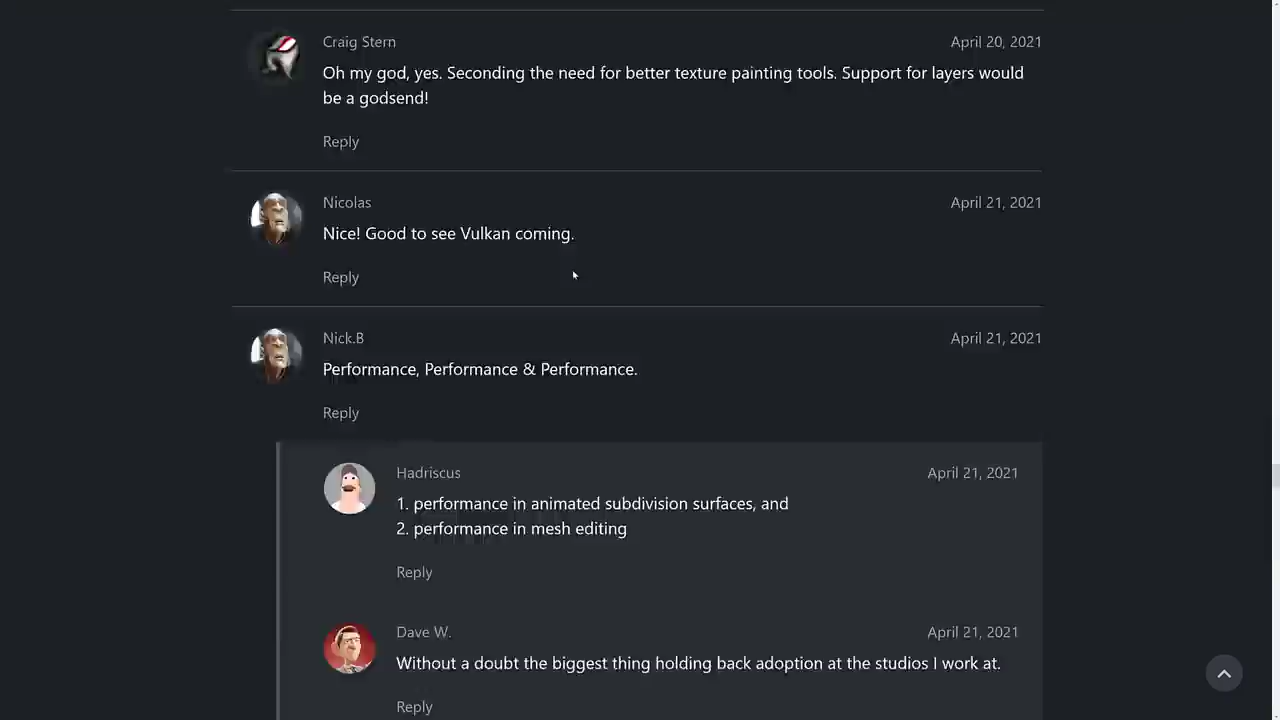 Craig Stern
April 20, 2021
Oh my god, yes. Seconding the need for better texture painting tools. Support for layers would
be a godsend!
Reply
Nicolas
April 21, 2021
Nice! Good to see Vulkan coming.
Reply
Nick.B
April 21, 2021
Performance, Performance & Performance.
Reply
Hadriscus
April 21, 2021
1. performance in animated subdivision surfaces, and
2. performance in mesh editing
Reply
Dave W.
April 21, 2021
Without a doubt the biggest thing holding back adoption at the studios I work at.
Reply